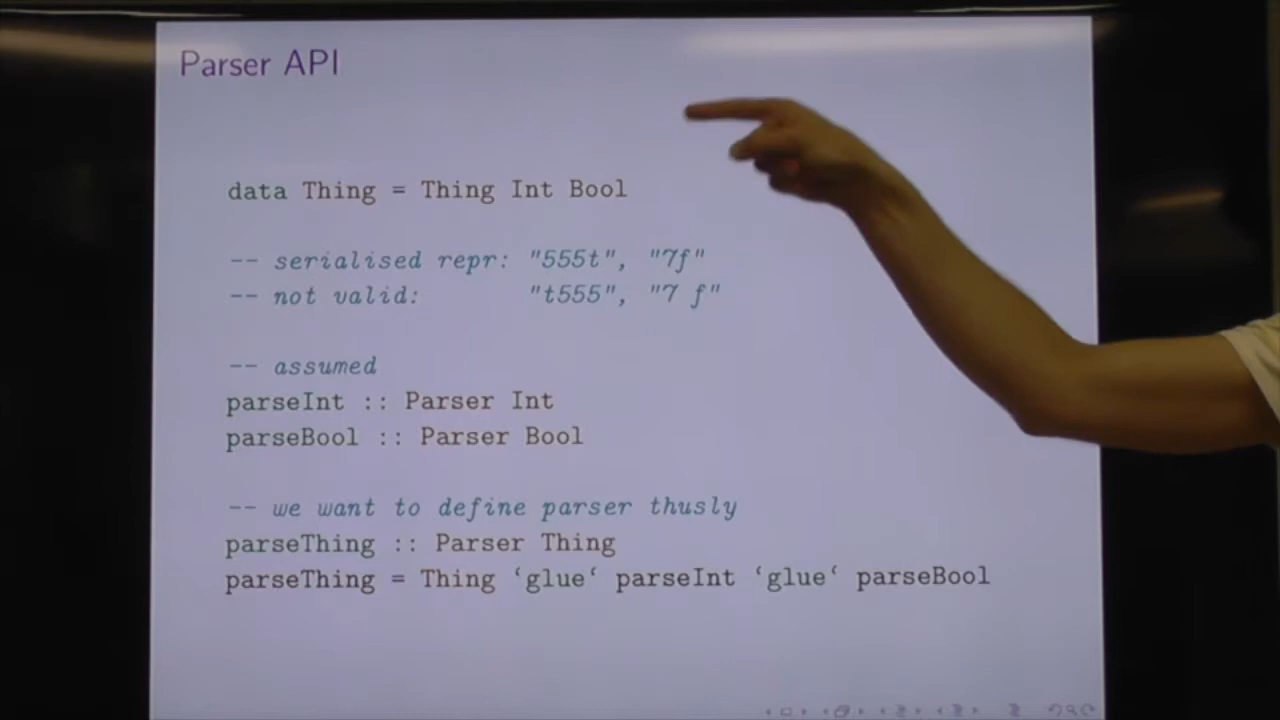 Parser API
data Thing = Thing Int Bool
-- serialised repr: "555t", "7f"
-- not valid: "t555", "7 f"
-- assumed
parseInt :: Parser Int
parseBool :: Parser Bool
-- we want to define parser thusly
parseThing :: Parser Thing
parseThing = Thing ‘glue‘ parseInt ‘glue‘ parseBool